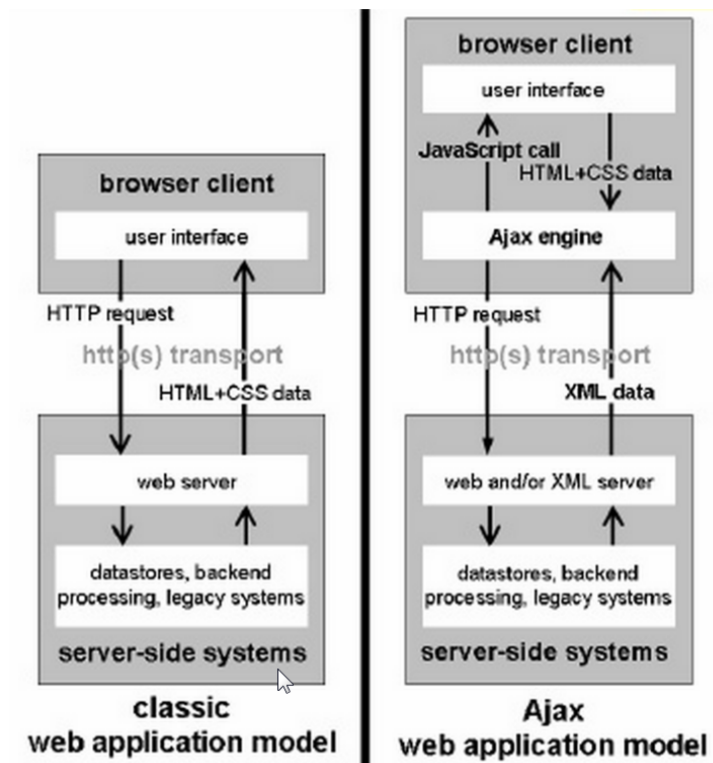 browser client
user interface
HTTP request
http(s) transport
HTML+CSS data
web server
datastores, backend
processing, legacy systems
server-side systems
classic
web application model
browser client
user interface
JavaScript call
HTML+CSS data
Ajax engine
HTTP request
http(s) transport
XML data
web and/or XML server
datastores, backend
processing, legacy systems
server-side systems
Ajax
web application model